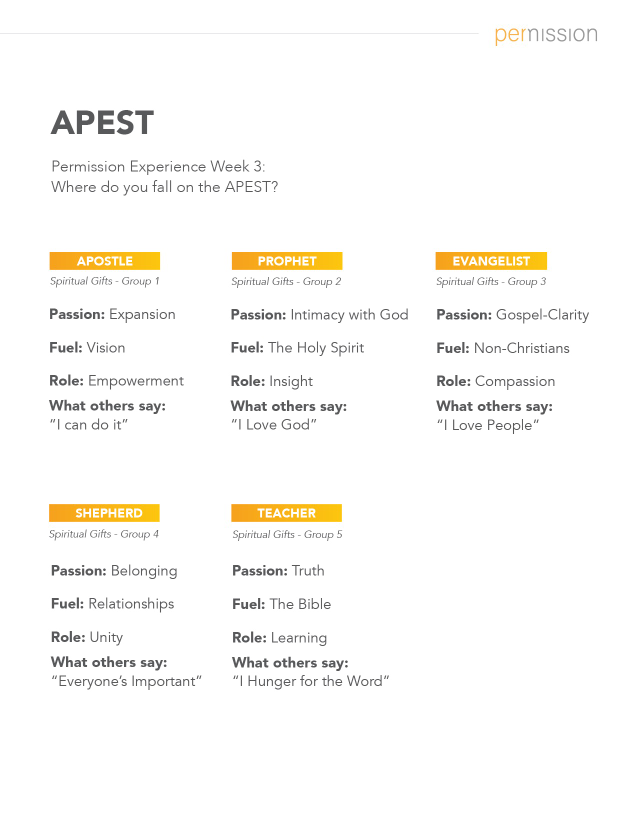 permission
APEST
Permission Experience Week 3:
Where do you fall on the APEST?
APOSTLE
Spiritual Gifts - Group 1
Passion: Expansion
Fuel: Vision
Role: Empowerment
What others say:
“I can do it”
PROPHET
Spiritual Gifts - Group 2
Passion: Intimacy with God
Fuel: The Holy Spirit
Role: Insight
What others say:
“I Love God”
EVANGELIST
Spiritual Gifts - Group 3
Passion: Gospel-Clarity
Fuel: Non-Christians
Role: Compassion
What others say:
“I Love People”
SHEPHERD
Spiritual Gifts - Group 4
Passion: Belonging
Fuel: Relationships
Role: Unity
What others say:
“Everyone’s Important”
TEACHER
Spiritual Gifts - Group 5
Passion: Truth
Fuel: The Bible
Role: Learning
What others say:
“I Hunger for the Word”